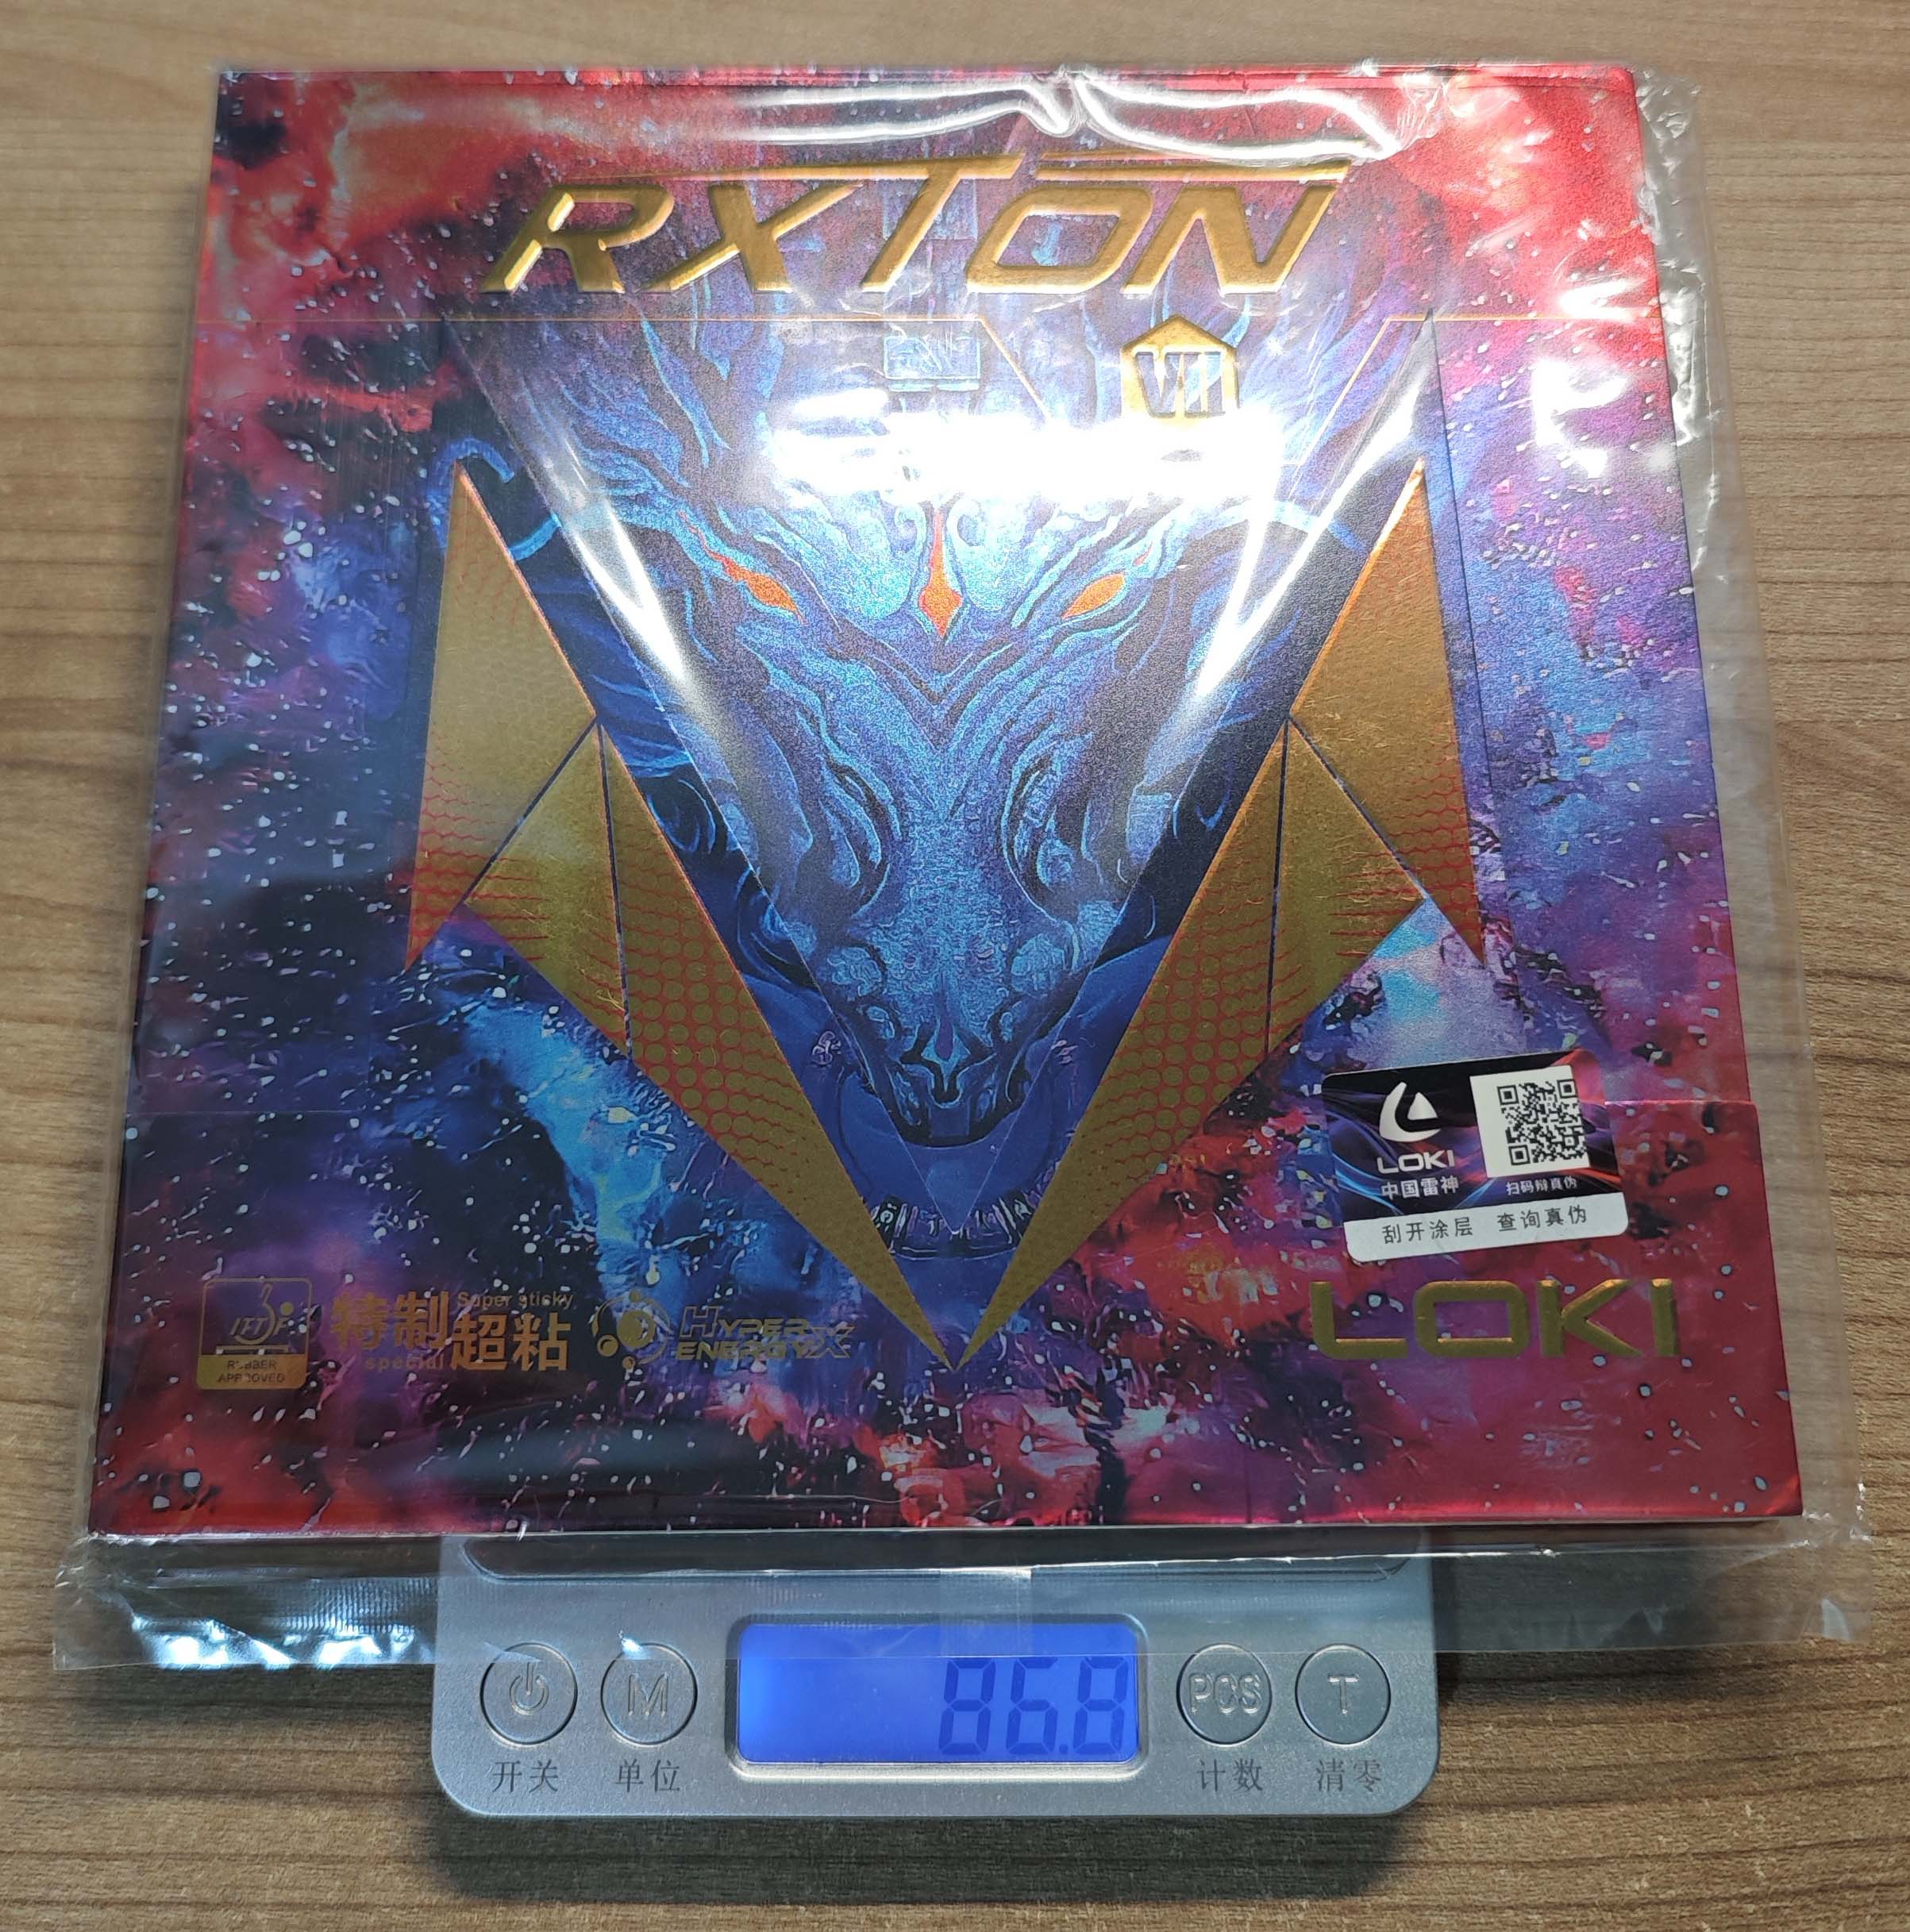 RXTON
VII
LOKI
中国雷神
扫码辩真伪
刮开涂层 查询真伪
LOKI
ITTF
RUBBER
APPROVED
特制
special
Super sticky
超粘
HYPER
ENERGY X
86.8
M
PCS
T
开关
单位
计数
清零